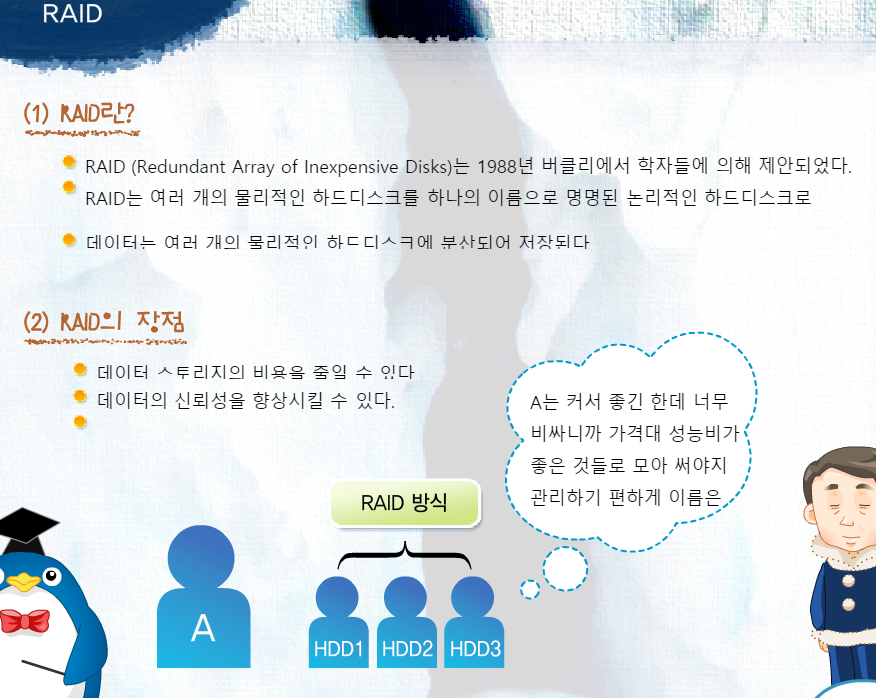 RAID
(1) RAID란?
RAID (Redundant Array of Inexpensive Disks)는 1988년 버클리에서 학자들에 의해 제안되었다.
RAID는 여러 개의 물리적인 하드디스크를 하나의 이름으로 명명된 논리적인 하드디스크로
데이터는 여러 개의 물리적인 하드디스크에 분산되어 저장된다
(2) RAID의 장점
데이터 스토리지의 비용을 줄일 수 있다
데이터의 신뢰성을 향상시킬 수 있다.
A는 커서 좋긴 한데 너무
비싸니까 가격대 성능비가
좋은 것들로 모아 써야지
관리하기 편하게 이름은
RAID 방식
A
HDD1 HDD2 HDD3